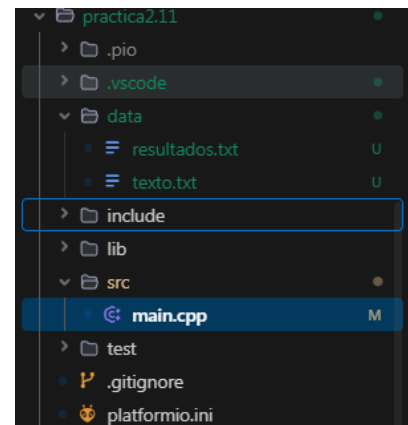 practica2.11
.pio
.vscode
data
resultados.txt U
texto.txt U
include
lib
src
main.cpp M
test
.gitignore
platformio.ini